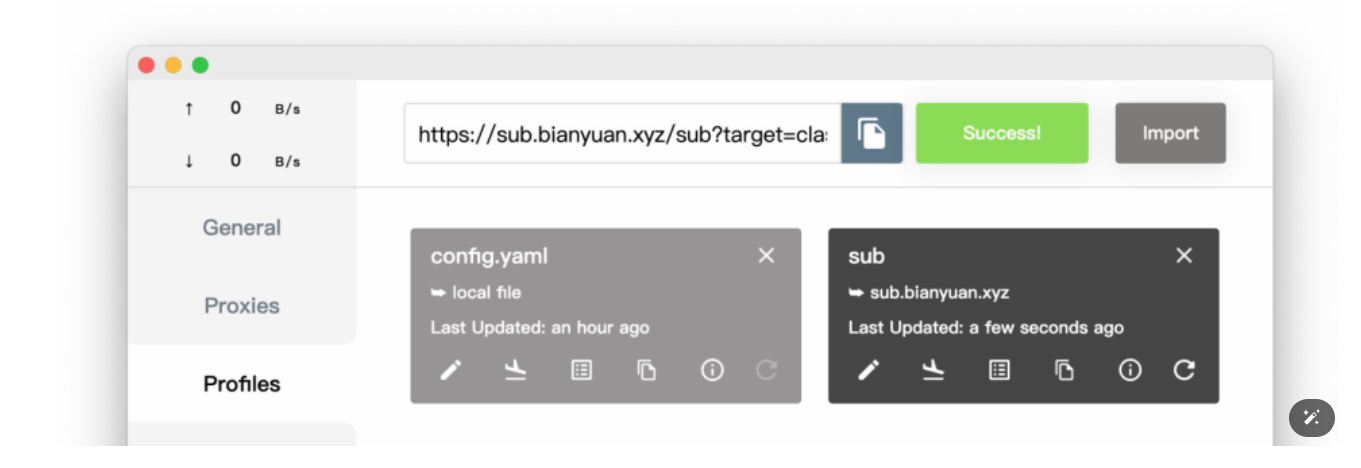 ↑ 0 B/s
↓ 0 B/s
https://sub.bianyuan.xyz/sub?target=cla
Success!
Import
General
Proxies
Profiles
config.yaml
local file
Last Updated: an hour ago
sub
sub.bianyuan.xyz
Last Updated: a few seconds ago